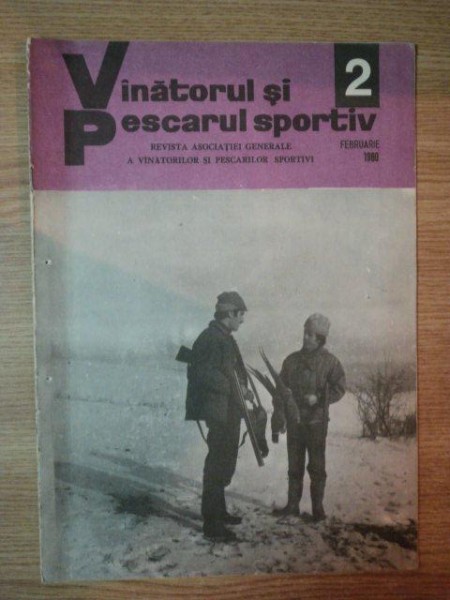 Vînătorul și
Pescarul sportiv
2
REVISTA ASOCIAȚIEI GENERALE
A VÎNĂTORILOR ȘI PESCARILOR SPORTIVI
FEBRUARIE
1980